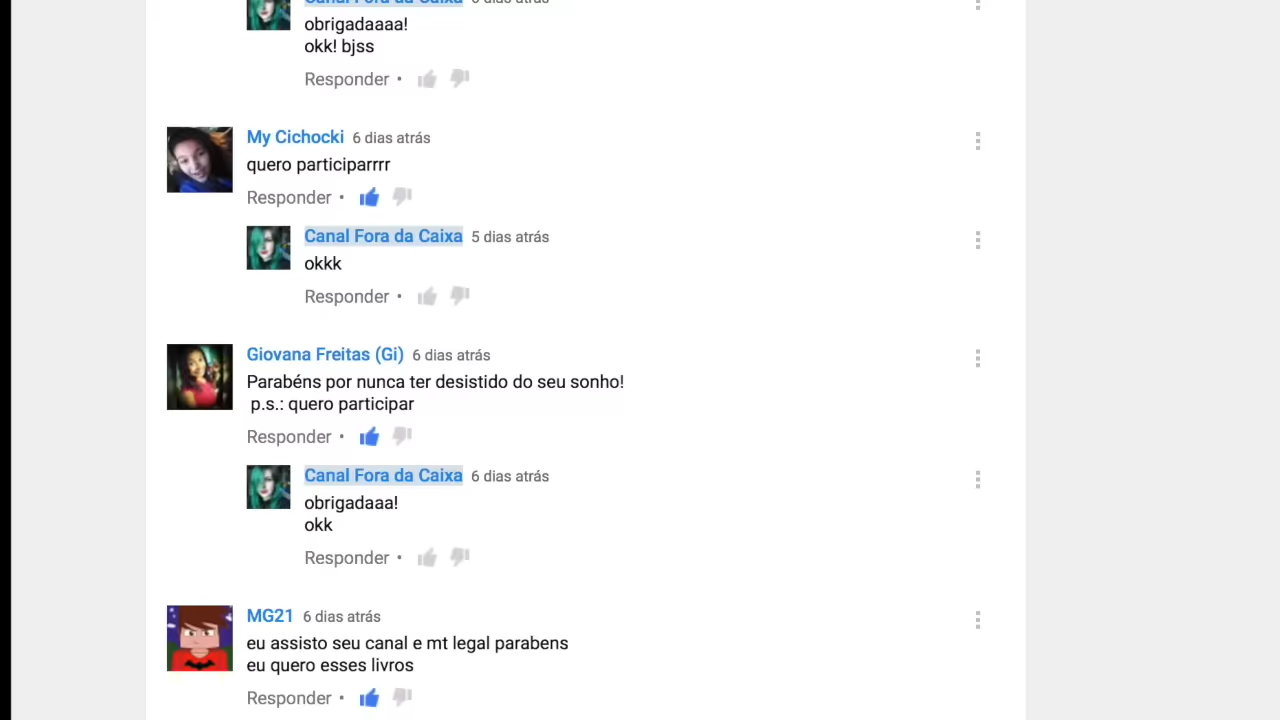 Canal Fora da Caixa 6 dias atrás
obrigadaaaa!
okk! bjss
Responder •
My Cichocki 6 dias atrás
quero participarrrr
Responder •
Canal Fora da Caixa 5 dias atrás
okkk
Responder •
Giovana Freitas (Gi) 6 dias atrás
Parabéns por nunca ter desistido do seu sonho!
p.s.: quero participar
Responder •
Canal Fora da Caixa 6 dias atrás
obrigadaaa!
okk
Responder •
MG21 6 dias atrás
eu assisto seu canal e mt legal parabens
eu quero esses livros
Responder •